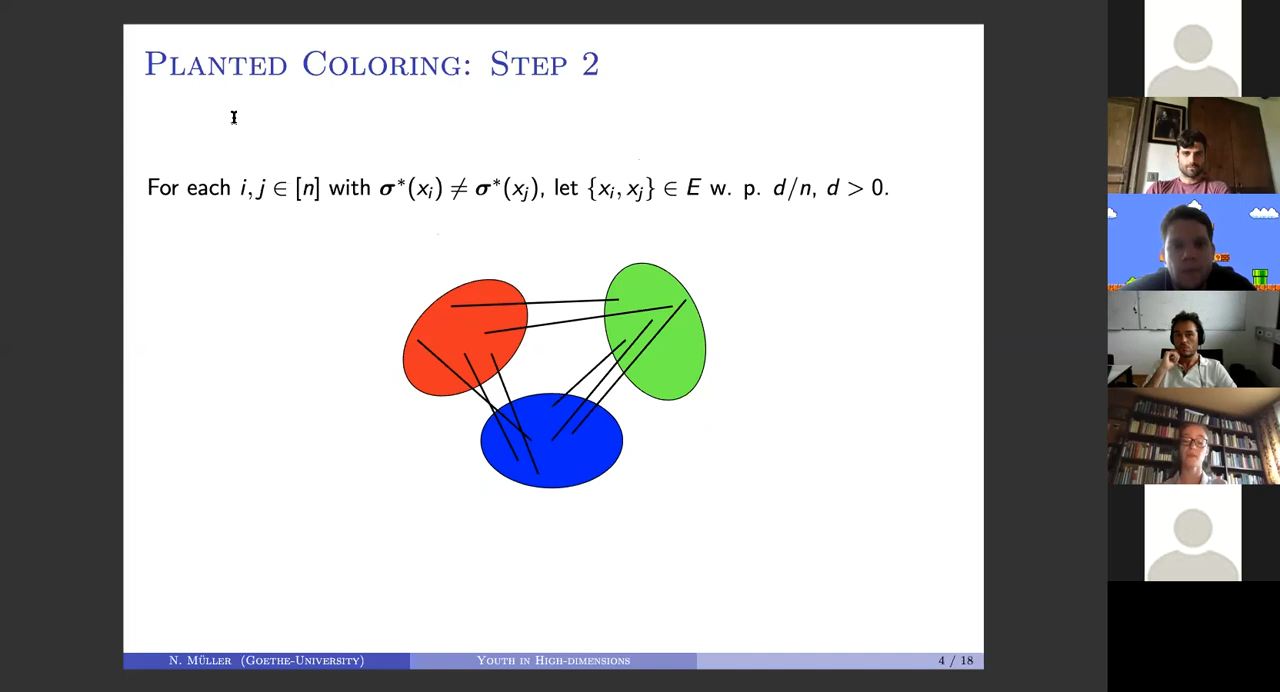 Planted Coloring: Step 2
For each i, j ∈ [n] with σ*(xᵢ) ≠ σ*(xⱼ), let {xᵢ, xⱼ} ∈ E w. p. d/n, d > 0.
N. Müller (Goethe-University)
Youth in High-dimensions
4 / 18